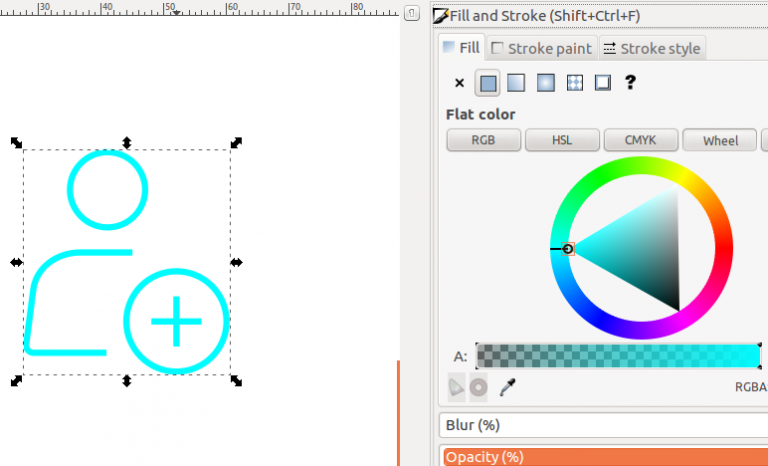 30 40 50 60 70 80
Fill and Stroke (Shift+Ctrl+F)
Fill Stroke paint Stroke style
?
Flat color
RGB HSL CMYK Wheel
A:
RGBA:
Blur (%)
Opacity (%)